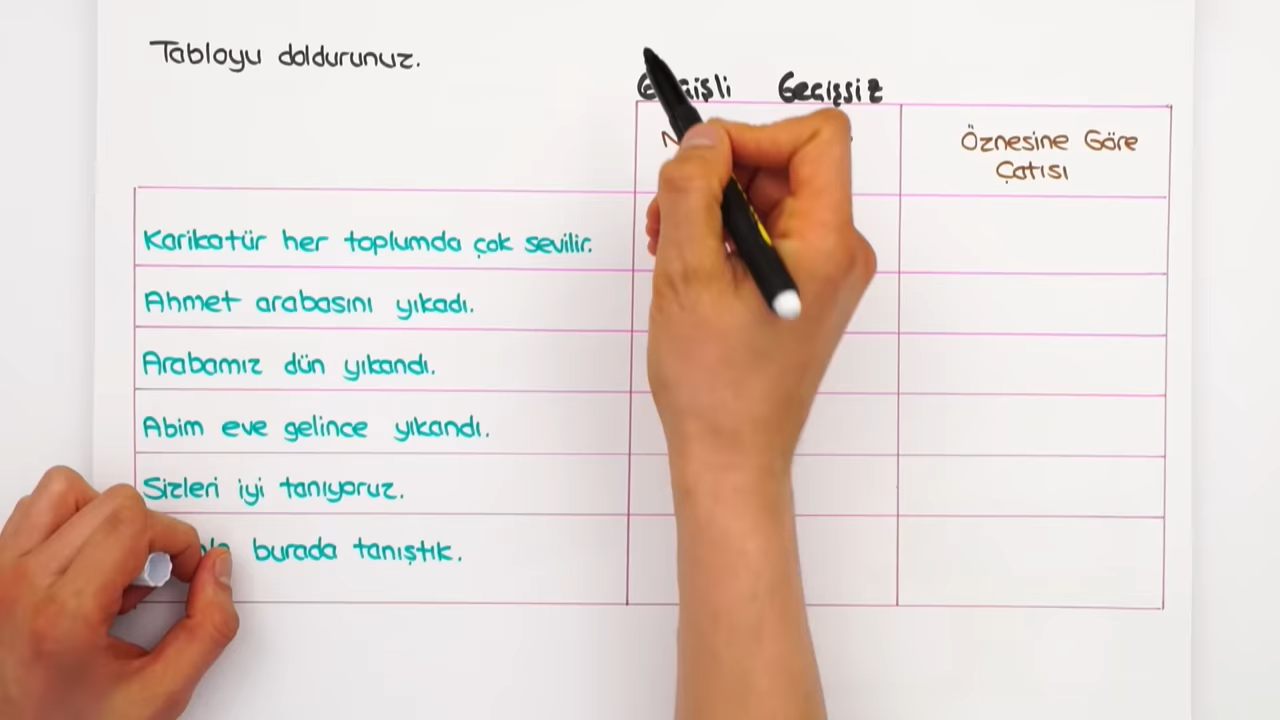 Tabloyu doldurunuz.
Geçişsiz
Öznesine Göre
Çatısı
Karikatür her toplumda çok sevilir.
Ahmet arabasını yıkadı.
Arabamız dün yıkandı.
Abim eve gelince yıkandı.
Sizleri iyi tanıyoruz.
burada tanıştık.